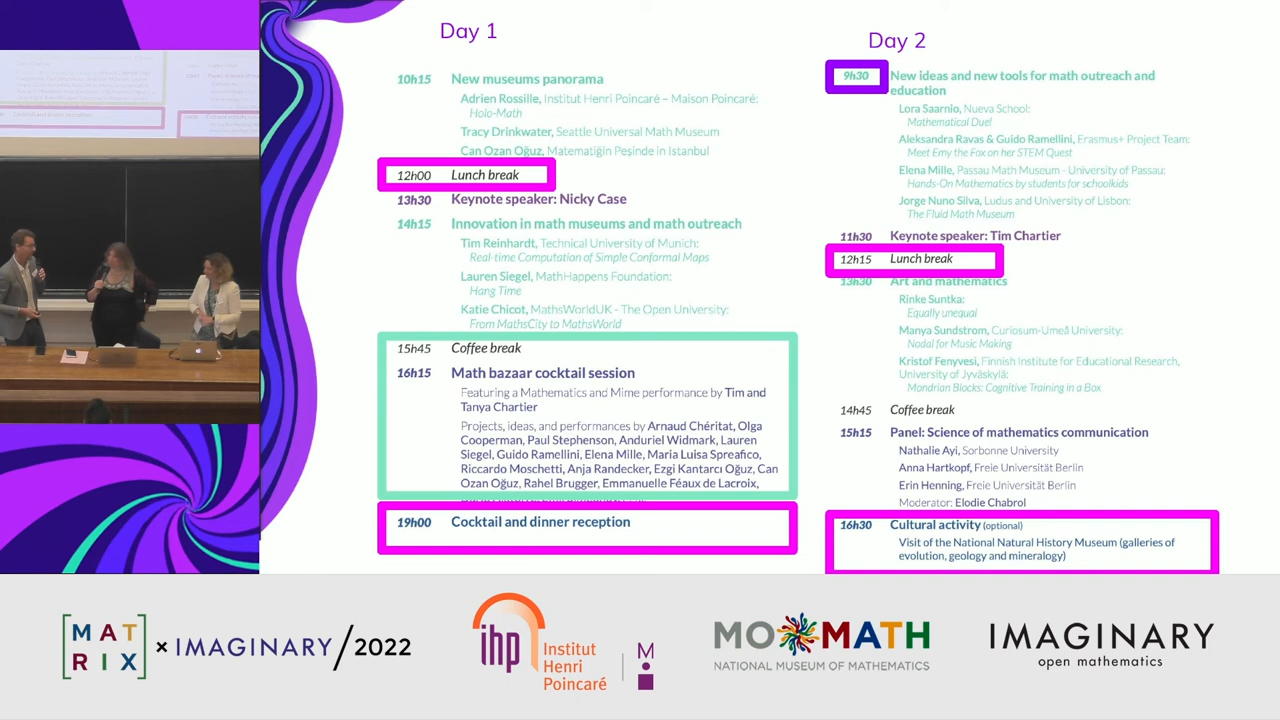 Day 1
10h15 New museums panorama
Adrien Rossille, Institut Henri Poincaré – Maison Poincaré:
Holo-Math
Tracy Drinkwater, Seattle Universal Math Museum
Can Ozan Oğuz, Matematiğin Peşinde in Istanbul
12h00 Lunch break
13h30 Keynote speaker: Nicky Case
14h15 Innovation in math museums and math outreach
Tim Reinhardt, Technical University of Munich:
Real-time Computation of Simple Conformal Maps
Lauren Siegel, MathHappens Foundation:
Hang Time
Katie Chicot, MathsWorldUK - The Open University:
From MathsCity to MathsWorld
15h45 Coffee break
16h15 Math bazaar cocktail session
Featuring a Mathematics and Mime performance by Tim and
Tanya Chartier
Projects, ideas, and performances by Arnaud Chéritat, Olga
Cooperman, Paul Stephenson, Anduriel Widmark, Lauren
Siegel, Guido Ramellini, Elena Mille, Maria Luisa Spreafico,
Riccardo Moschetti, Anja Randecker, Ezgi Kantarcı Oğuz, Can
Ozan Oğuz, Rahel Brugger, Emmanuelle Féaux de Lacroix,
19h00 Cocktail and dinner reception
Day 2
9h30 New ideas and new tools for math outreach and
education
Lora Saarnio, Nueva School:
Mathematical Duel
Aleksandra Ravas & Guido Ramellini, Erasmus+ Project Team:
Meet Emy the Fox on her STEM Quest
Elena Mille, Passau Math Museum - University of Passau:
Hands-On Mathematics by students for schoolkids
Jorge Nuno Silva, Ludus and University of Lisbon:
The Fluid Math Museum
11h30 Keynote speaker: Tim Chartier
12h15 Lunch break
13h30 Art and mathematics
Rinke Suntka:
Equally unequal
Manya Sundstrom, Curiosum-Umeå University:
Nodal for Music Making
Kristof Fenyvesi, Finnish Institute for Educational Research,
University of Jyväskylä:
Mondrian Blocks: Cognitive Training in a Box
14h45 Coffee break
15h15 Panel: Science of mathematics communication
Nathalie Ayi, Sorbonne University
Anna Hartkopf, Freie Universität Berlin
Erin Henning, Freie Universität Berlin
Moderator: Elodie Chabrol
16h30 Cultural activity (optional)
Visit of the National Natural History Museum (galleries of
evolution, geology and mineralogy)
MAT
RIX
× IMAGINARY / 2022
ihp
Institut
Henri
Poincaré
M
MOMATH
NATIONAL MUSEUM OF MATHEMATICS
IMAGINARY
open mathematics